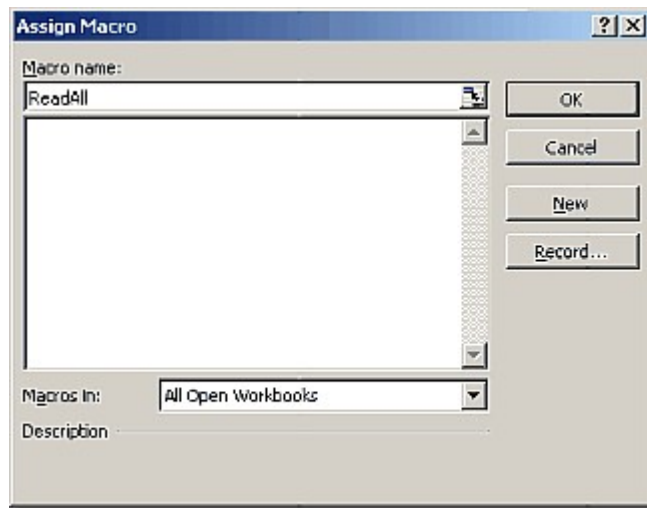 Assign Macro
Macro name:
ReadAll
OK
Cancel
New
Record...
Macros In:
All Open Workbooks
Description